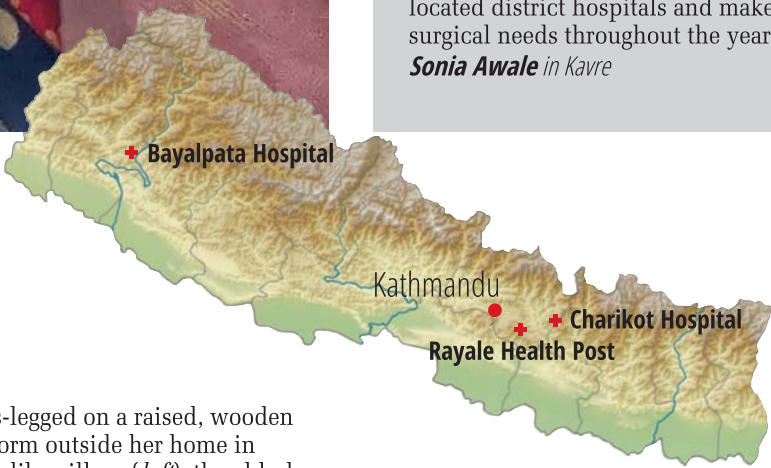 located district hospitals and make
surgical needs throughout the year
Sonia Awale in Kavre
Bayalpata Hospital
Kathmandu
Charikot Hospital
Rayale Health Post
-legged on a raised, wooden
orm outside her home in